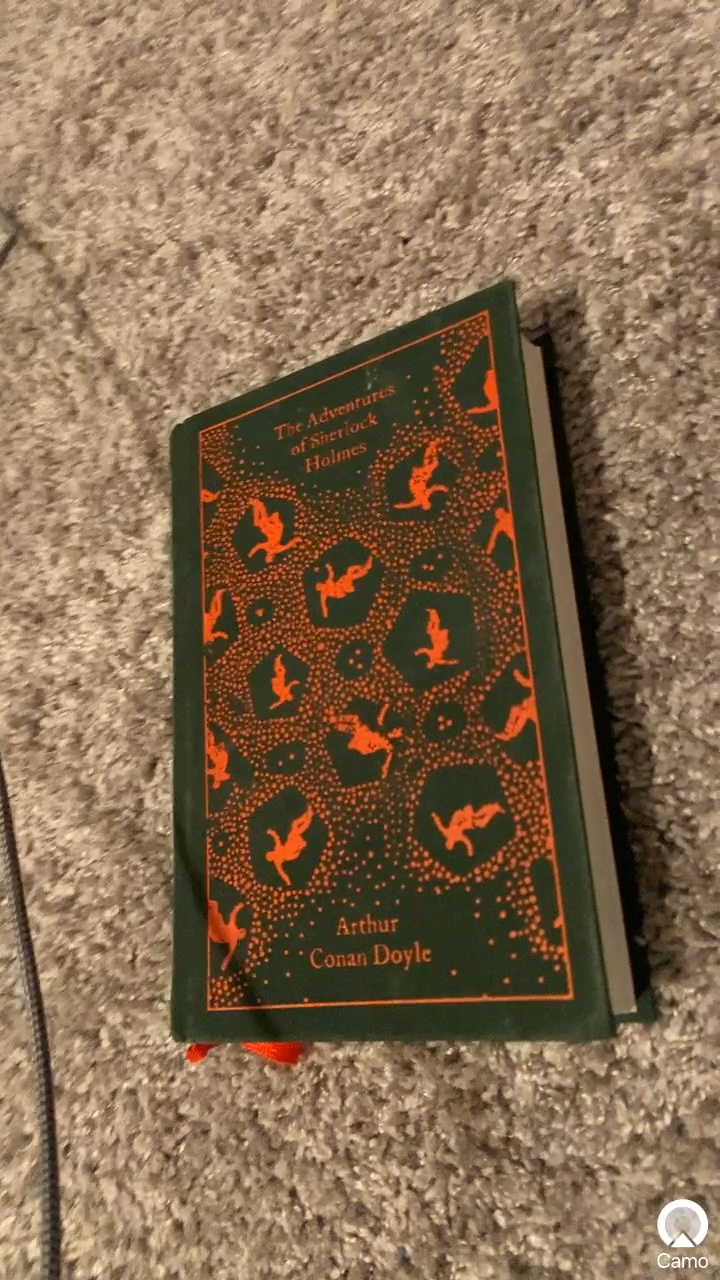 The Adventures
of Sherlock
Holmes
Arthur
Conan Doyle
Camo